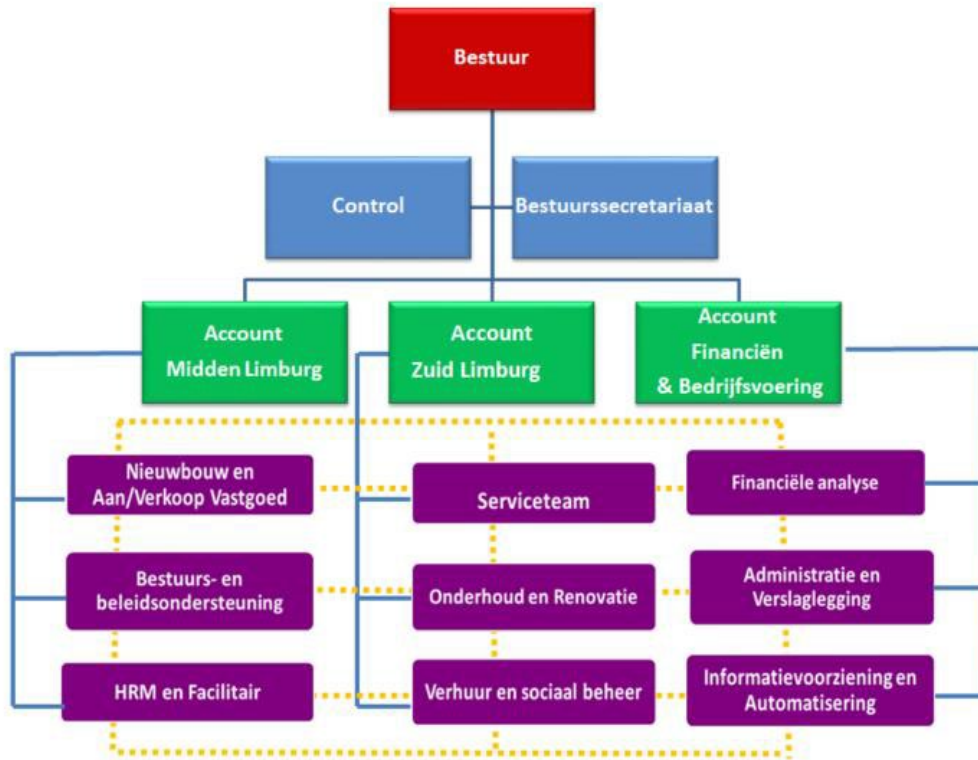 Bestuur
Control
Bestuurssecretariaat
Account
Midden Limburg
Account
Zuid Limburg
Account
Financiën
& Bedrijfsvoering
Nieuwbouw en
Aan/Verkoop Vastgoed
Serviceteam
Financiële analyse
Bestuurs- en
beleidsondersteuning
Onderhoud en Renovatie
Administratie en
Verslaglegging
HRM en Facilitair
Verhuur en sociaal beheer
Informatievoorziening en
Automatisering